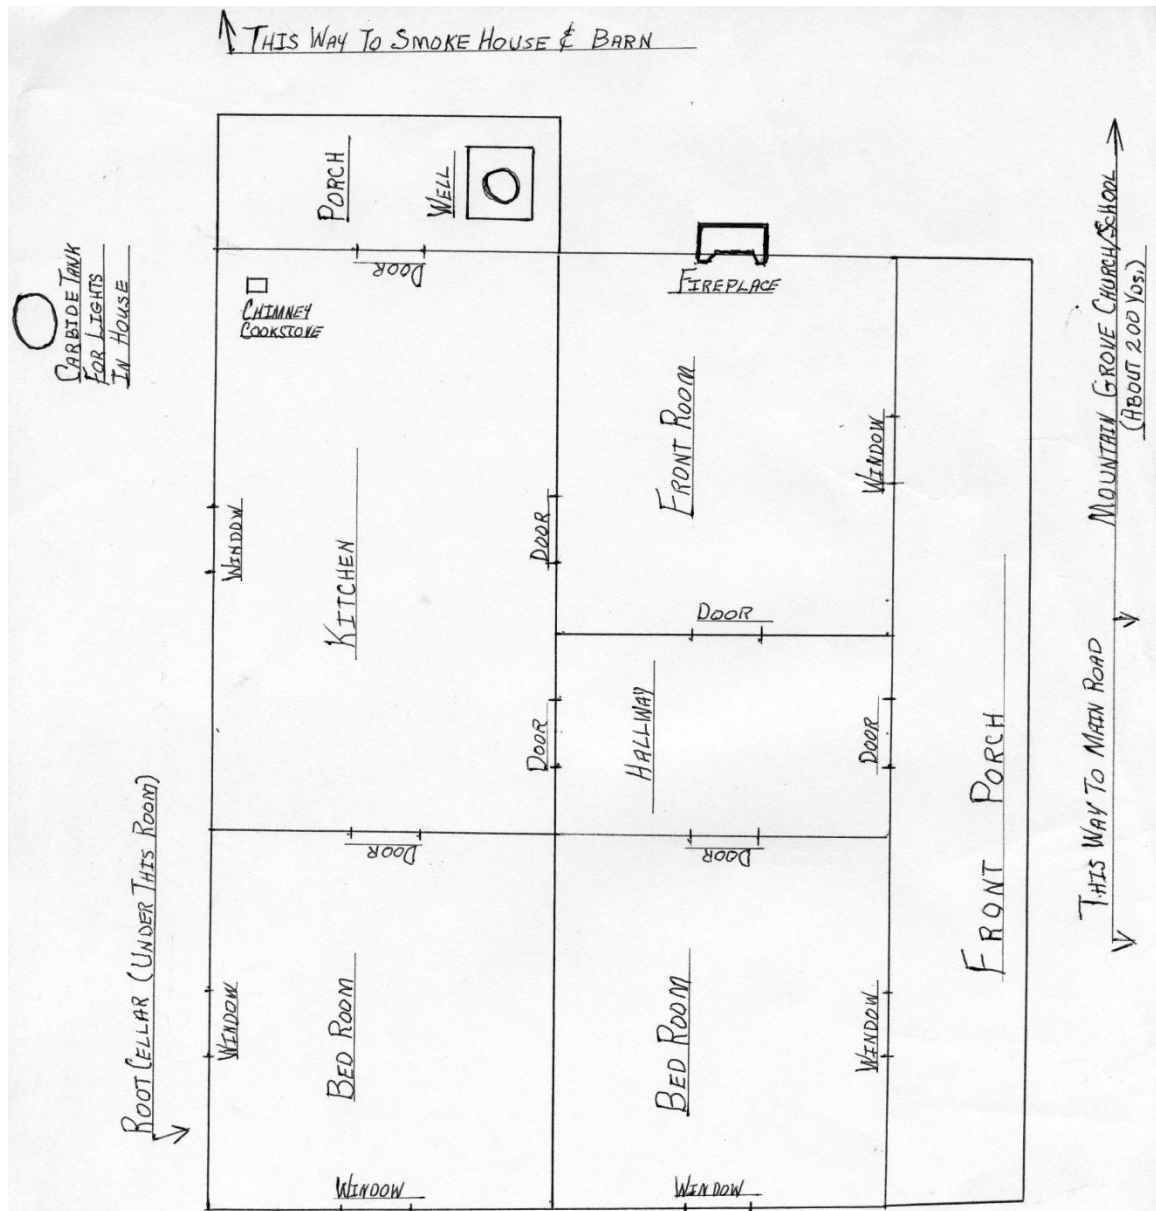 THIS WAY TO SMOKE HOUSE & BARN
PORCH
WELL
DOOR
CARBIDE TANK
FOR LIGHTS
IN HOUSE
CHIMNEY
COOKSTOVE
FIREPLACE
MOUNTAIN GROVE CHURCH/SCHOOL
(ABOUT 200 YDS.)
FRONT ROOM
WINDOW
WINDOW
KITCHEN
DOOR
DOOR
DOOR
HALLWAY
DOOR
FRONT PORCH
THIS WAY TO MAIN ROAD
DOOR
DOOR
ROOT CELLAR (UNDER THIS ROOM)
WINDOW
BED ROOM
BED ROOM
WINDOW
WINDOW
WINDOW